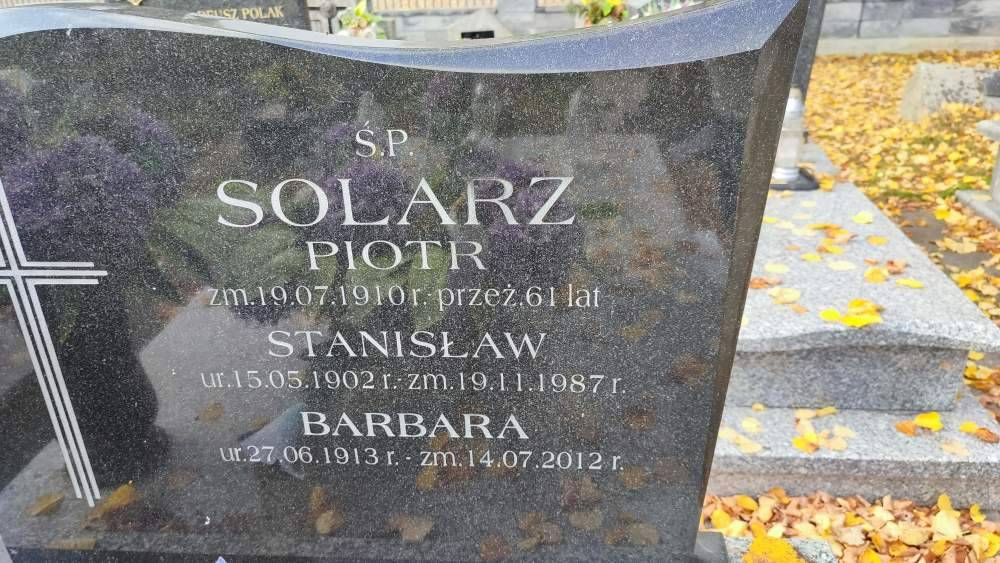 POLAK
Ś.P.
SOLARZ
PIOTR
zm.19.07.1910 r. przeż.61 lat
STANISŁAW
ur.15.05.1902 r.-zm.19.11.1987 r.
BARBARA
ur.27.06.1913 r.-zm.14.07.2012 r.